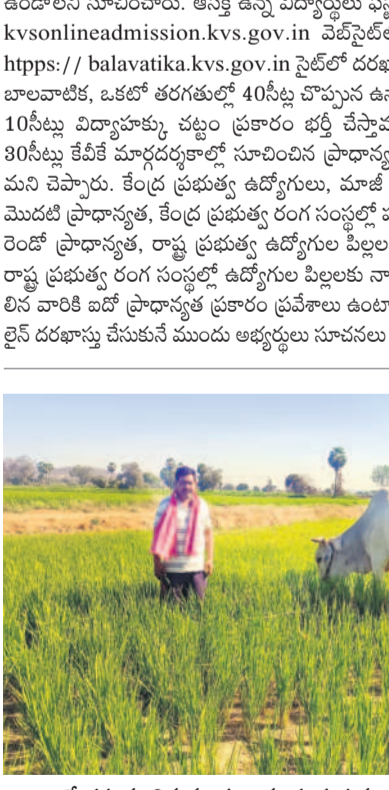 ఉండాలని సూచించారు. ఆసక్తి ఉన్న విద్యార్థులు
kvsonlineadmission.kvs.gov.in వెబ్‌సైట్‌
htpps:// balavatika.kvs.gov.in సైట్‌లో
బాలవాటిక, ఒకటో తరగతుల్లో 40సీట్ల చొప్పున
10సీట్లు విద్యాహక్కు చట్టం ప్రకారం భర్తీ
30సీట్లు కేవీకే మార్గదర్శకాల్లో సూచించిన
మని చెప్పారు. కేంద్ర ప్రభుత్వ ఉద్యోగులు, మాజీ
మొదటి ప్రాధాన్యత, కేంద్ర ప్రభుత్వ రంగ సంస్థల్లో
రెండో ప్రాధాన్యత, రాష్ట్ర ప్రభుత్వ ఉద్యోగుల పిల్లల
రాష్ట్ర ప్రభుత్వ రంగ సంస్థల్లో ఉద్యోగుల పిల్లలకు నా
లిన వారికి ఐదో ప్రాధాన్యత ప్రకారం ప్రవేశాలు
లైన్ దరఖాస్తు చేసుకునే ముందు అభ్యర్థులు సూచనలు